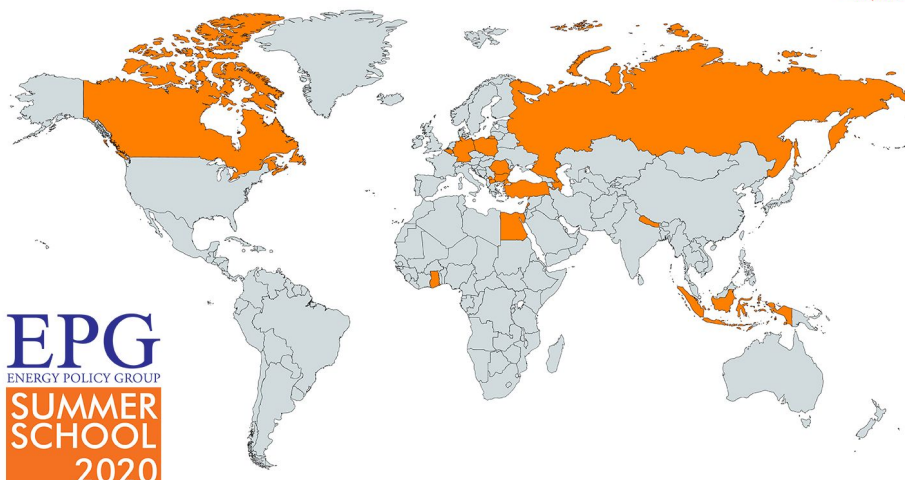 EPG
ENERGY POLICY GROUP
SUMMER
SCHOOL
2020